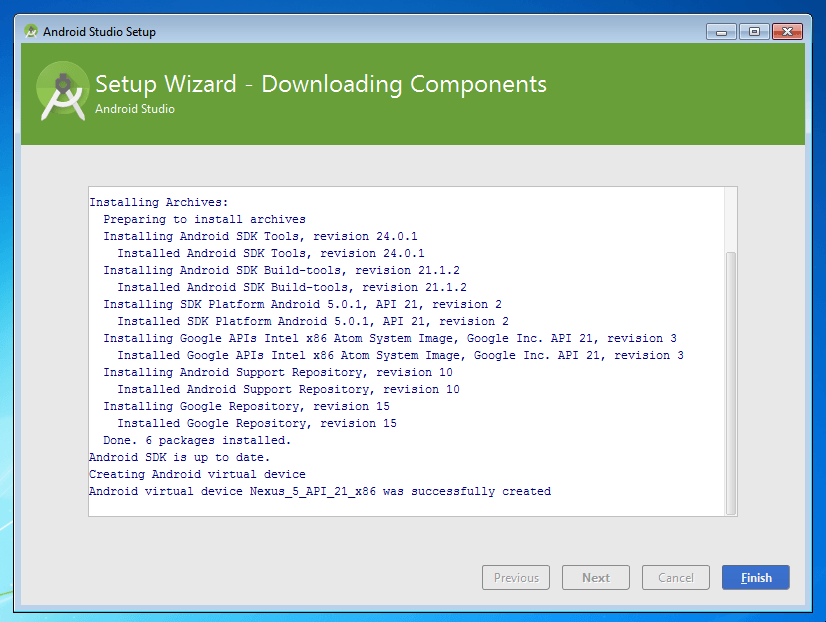 Android Studio Setup
Setup Wizard - Downloading Components
Android Studio
Installing Archives:
Preparing to install archives
Installing Android SDK Tools, revision 24.0.1
Installed Android SDK Tools, revision 24.0.1
Installing Android SDK Build-tools, revision 21.1.2
Installed Android SDK Build-tools, revision 21.1.2
Installing SDK Platform Android 5.0.1, API 21, revision 2
Installed SDK Platform Android 5.0.1, API 21, revision 2
Installing Google APIs Intel x86 Atom System Image, Google Inc. API 21, revision 3
Installed Google APIs Intel x86 Atom System Image, Google Inc. API 21, revision 3
Installing Android Support Repository, revision 10
Installed Android Support Repository, revision 10
Installing Google Repository, revision 15
Installed Google Repository, revision 15
Done. 6 packages installed.
Android SDK is up to date.
Creating Android virtual device
Android virtual device Nexus_5_API_21_x86 was successfully created
Previous Next Cancel Finish